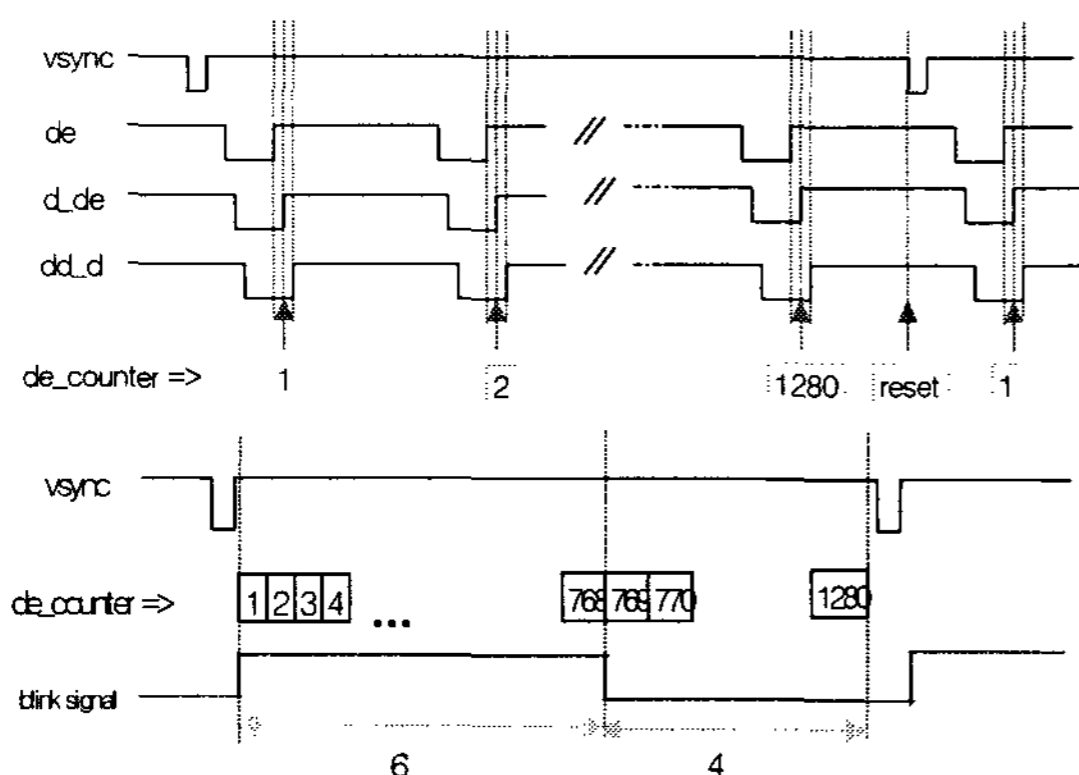 vsync
de
//
//
d_de
//
//
dd_d
//
//
de_counter => 1 2 1280 reset 1
vsync
de_counter => 1 2 3 4 ... 768 769 770 1280
blink signal
6 4